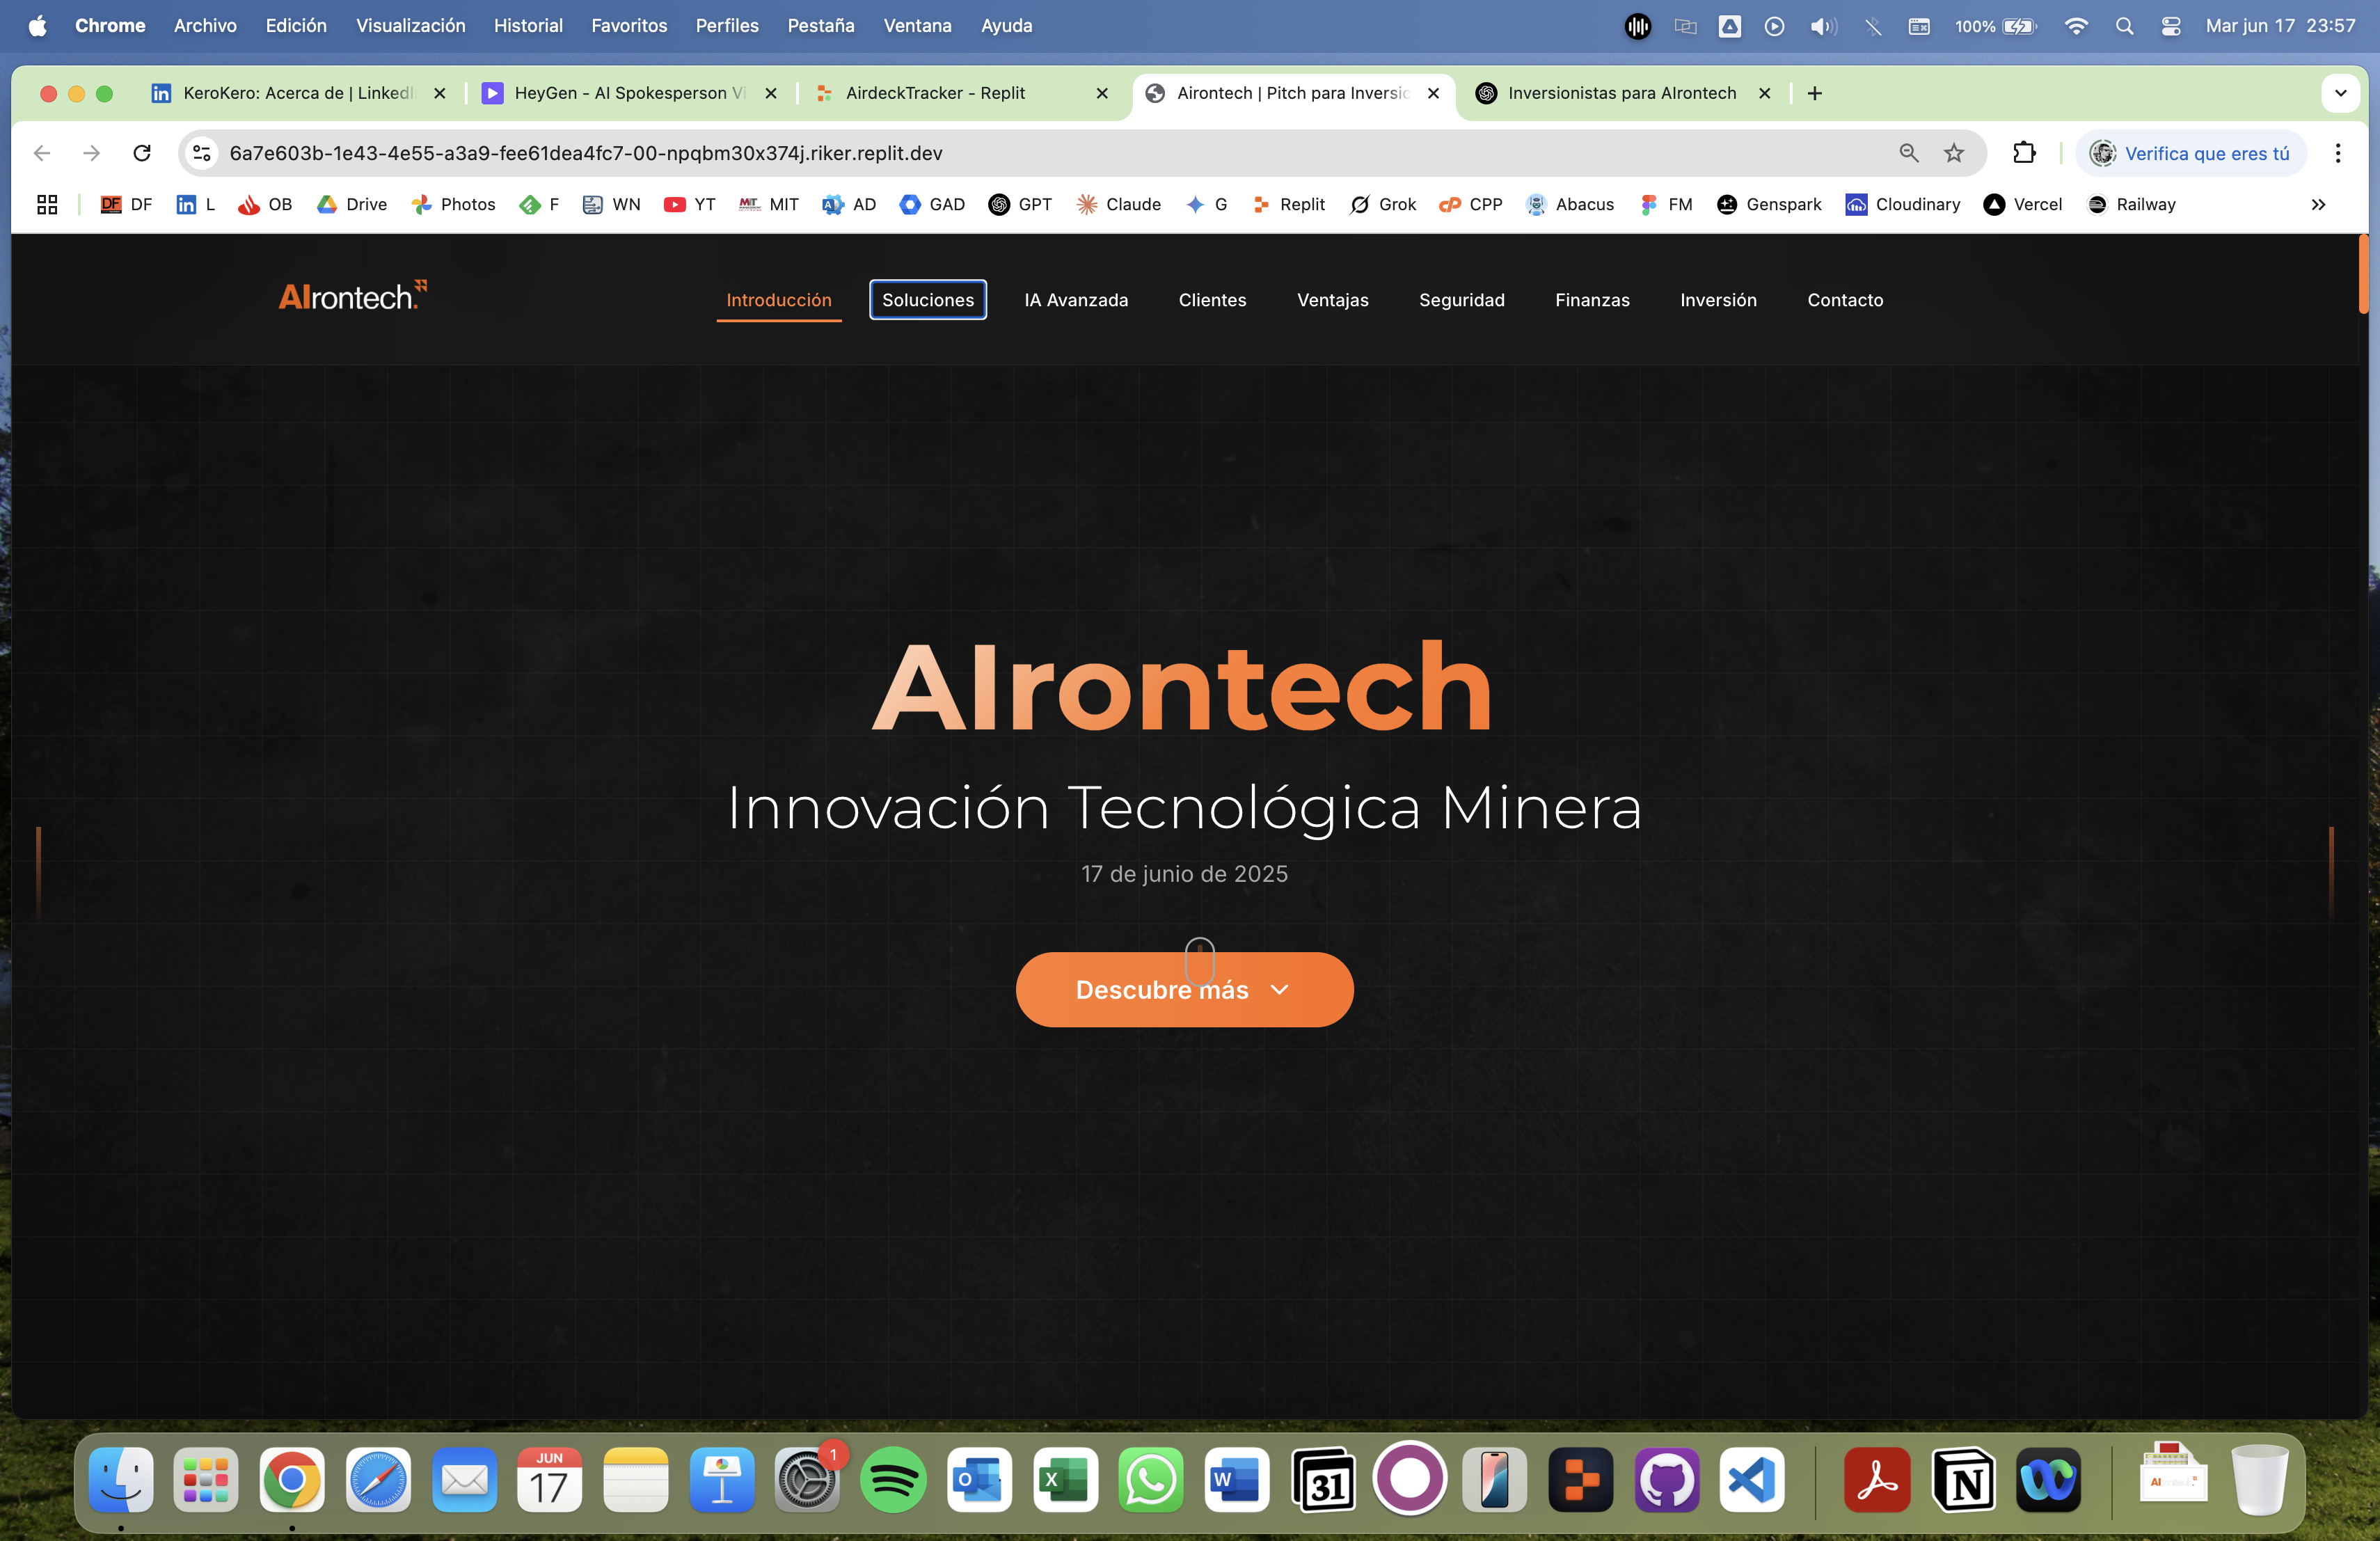 Chrome Archivo Edición Visualización Historial Favoritos Perfiles Pestaña Ventana Ayuda 100% Mar jun 17 23:57
KeroKero: Acerca de | LinkedIn HeyGen - AI Spokesperson Vi AirdeckTracker - Replit Airontech | Pitch para Inversio Inversionistas para AIrontech
6a7e603b-1e43-4e55-a3a9-fee61dea4fc7-00-npqbm30x374j.riker.replit.dev Verifica que eres tú
DF L OB Drive Photos F WN YT MIT AD GAD GPT Claude G Replit Grok CPP Abacus FM Genspark Cloudinary Vercel Railway
AIrontech. Introducción Soluciones IA Avanzada Clientes Ventajas Seguridad Finanzas Inversión Contacto
AIrontech
Innovación Tecnológica Minera
17 de junio de 2025
Descubre más
JUN
17
1
31